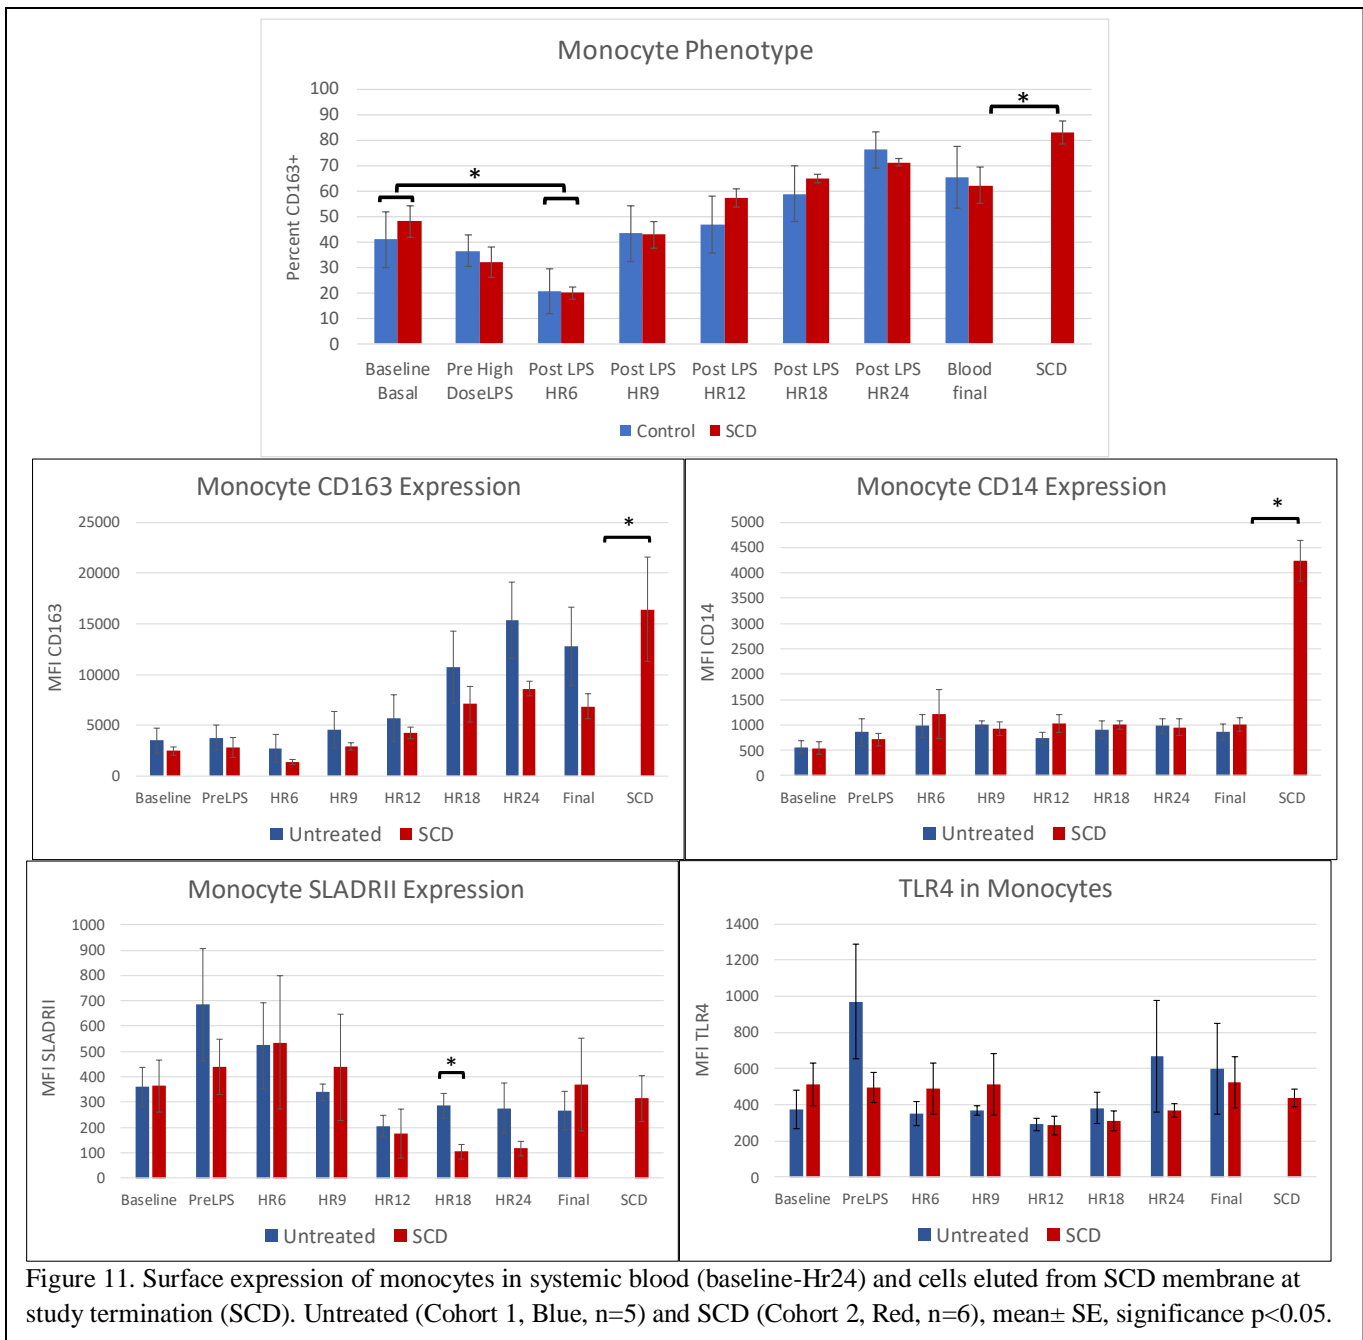 Monocyte Phenotype
*
*
Percent CD163+
100
90
80
70
60
50
40
30
20
10
0
Baseline Pre High Post LPS Post LPS Post LPS Post LPS Post LPS Blood SCD
Basal DoseLPS HR6 HR9 HR12 HR18 HR24 final
Control SCD
Monocyte CD163 Expression
*
MFI CD163
25000
20000
15000
10000
5000
0
Baseline PreLPS HR6 HR9 HR12 HR18 HR24 Final SCD
Untreated SCD
Monocyte CD14 Expression
*
MFI CD14
5000
4500
4000
3500
3000
2500
2000
1500
1000
500
0
Baseline PreLPS HR6 HR9 HR12 HR18 HR24 Final SCD
Untreated SCD
Monocyte SLADRII Expression
*
MFI SLADRII
1000
900
800
700
600
500
400
300
200
100
0
Baseline PreLPS HR6 HR9 HR12 HR18 HR24 Final SCD
Untreated SCD
TLR4 in Monocytes
MFI TLR4
1400
1200
1000
800
600
400
200
0
Baseline PreLPS HR6 HR9 HR12 HR18 HR24 Final SCD
Untreated SCD
Figure 11. Surface expression of monocytes in systemic blood (baseline-Hr24) and cells eluted from SCD membrane at
study termination (SCD). Untreated (Cohort 1, Blue, n=5) and SCD (Cohort 2, Red, n=6), mean± SE, significance p<0.05.